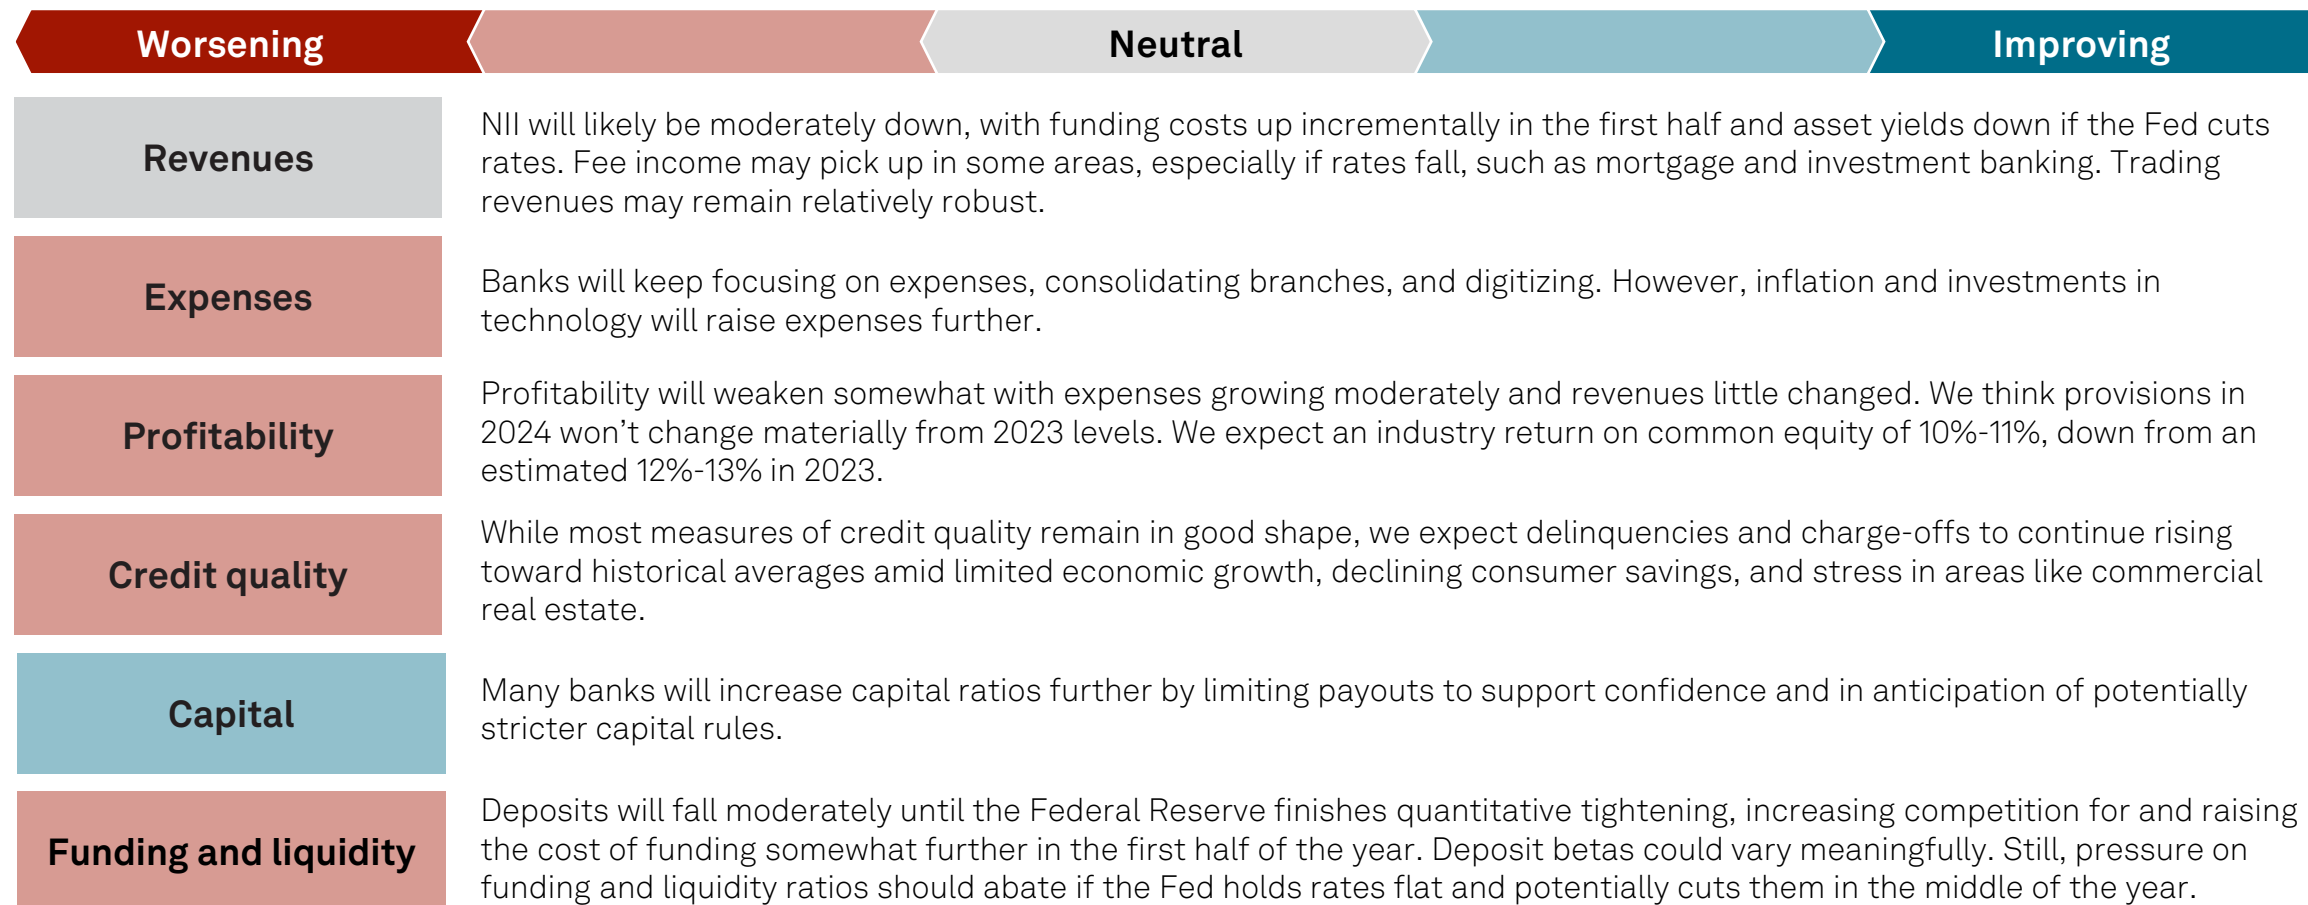 Worsening Neutral Improving
Revenues
NII will likely be moderately down, with funding costs up incrementally in the first half and asset yields down if the Fed cuts
rates. Fee income may pick up in some areas, especially if rates fall, such as mortgage and investment banking. Trading
revenues may remain relatively robust.
Expenses
Banks will keep focusing on expenses, consolidating branches, and digitizing. However, inflation and investments in
technology will raise expenses further.
Profitability
Profitability will weaken somewhat with expenses growing moderately and revenues little changed. We think provisions in
2024 won’t change materially from 2023 levels. We expect an industry return on common equity of 10%-11%, down from an
estimated 12%-13% in 2023.
Credit quality
While most measures of credit quality remain in good shape, we expect delinquencies and charge-offs to continue rising
toward historical averages amid limited economic growth, declining consumer savings, and stress in areas like commercial
real estate.
Capital
Many banks will increase capital ratios further by limiting payouts to support confidence and in anticipation of potentially
stricter capital rules.
Funding and liquidity
Deposits will fall moderately until the Federal Reserve finishes quantitative tightening, increasing competition for and raising
the cost of funding somewhat further in the first half of the year. Deposit betas could vary meaningfully. Still, pressure on
funding and liquidity ratios should abate if the Fed holds rates flat and potentially cuts them in the middle of the year.